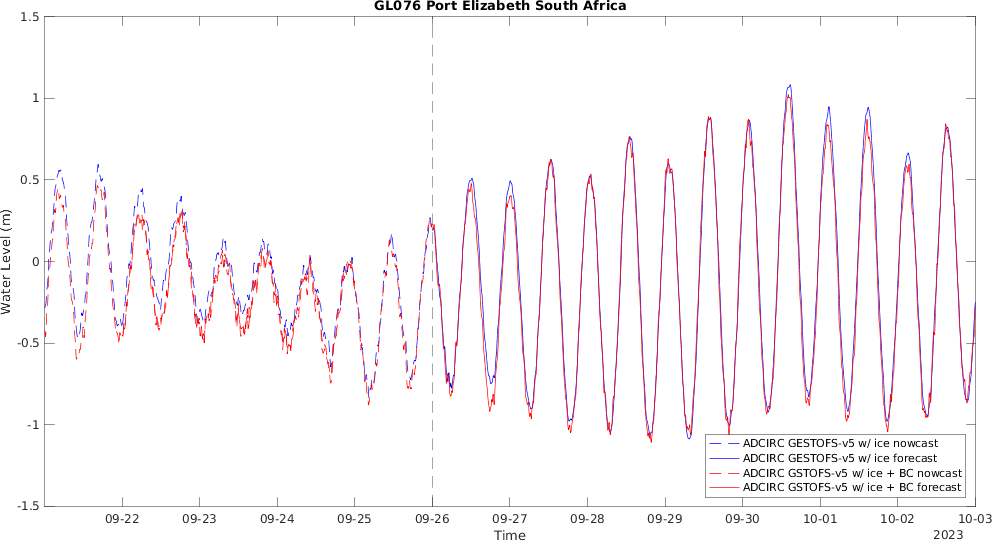 GL076 Port Elizabeth South Africa
1.5
1
0.5
0
-0.5
-1
-1.5
Water Level (m)
ADCIRC GESTOFS-v5 w/ ice nowcast
ADCIRC GESTOFS-v5 w/ ice forecast
ADCIRC GSTOFS-v5 w/ ice + BC nowcast
ADCIRC GSTOFS-v5 w/ ice + BC forecast
09-22 09-23 09-24 09-25 09-26 09-27 09-28 09-29 09-30 10-01 10-02 10-03
Time
2023